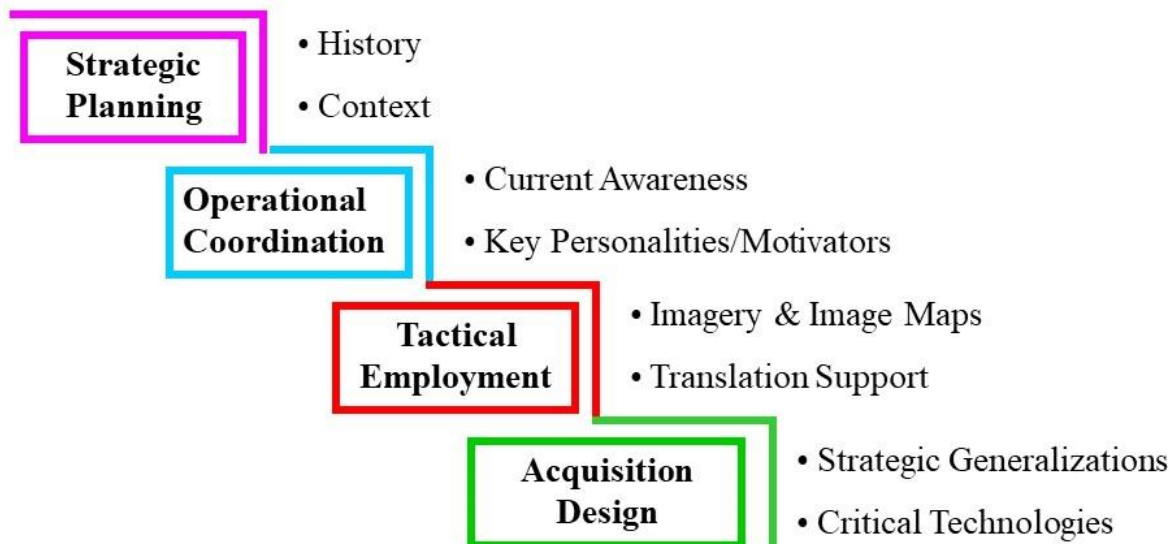 Strategic
Planning
• History
• Context
Operational
Coordination
• Current Awareness
• Key Personalities/Motivators
Tactical
Employment
• Imagery & Image Maps
• Translation Support
Acquisition
Design
• Strategic Generalizations
• Critical Technologies